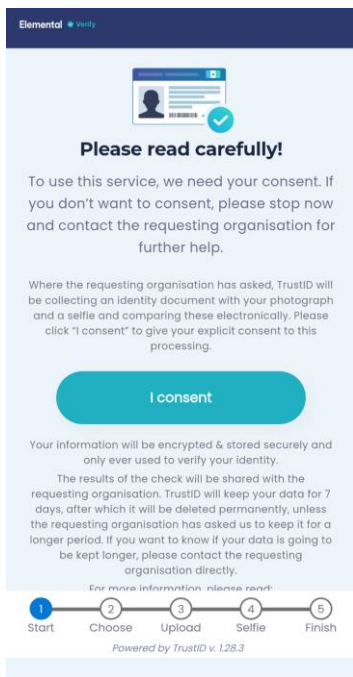 Elemental Verify
Please read carefully!
To use this service, we need your consent. If
you don't want to consent, please stop now
and contact the requesting organisation for
further help.
Where the requesting organisation has asked, TrustID will
be collecting an identity document with your photograph
and a selfie and comparing these electronically. Please
click "I consent" to give your explicit consent to this
processing.
I consent
Your information will be encrypted & stored securely and
only ever used to verify your identity.
The results of the check will be shared with the
requesting organisation. TrustID will keep your data for 7
days, after which it will be deleted permanently, unless
the requesting organisation has asked us to keep it for a
longer period. If you want to know if your data is going to
be kept longer, please contact the requesting
organisation directly.
For more information, please read:
1 2 3 4 5
Start Choose Upload Selfie Finish
Powered by TrustID v. 1.28.3